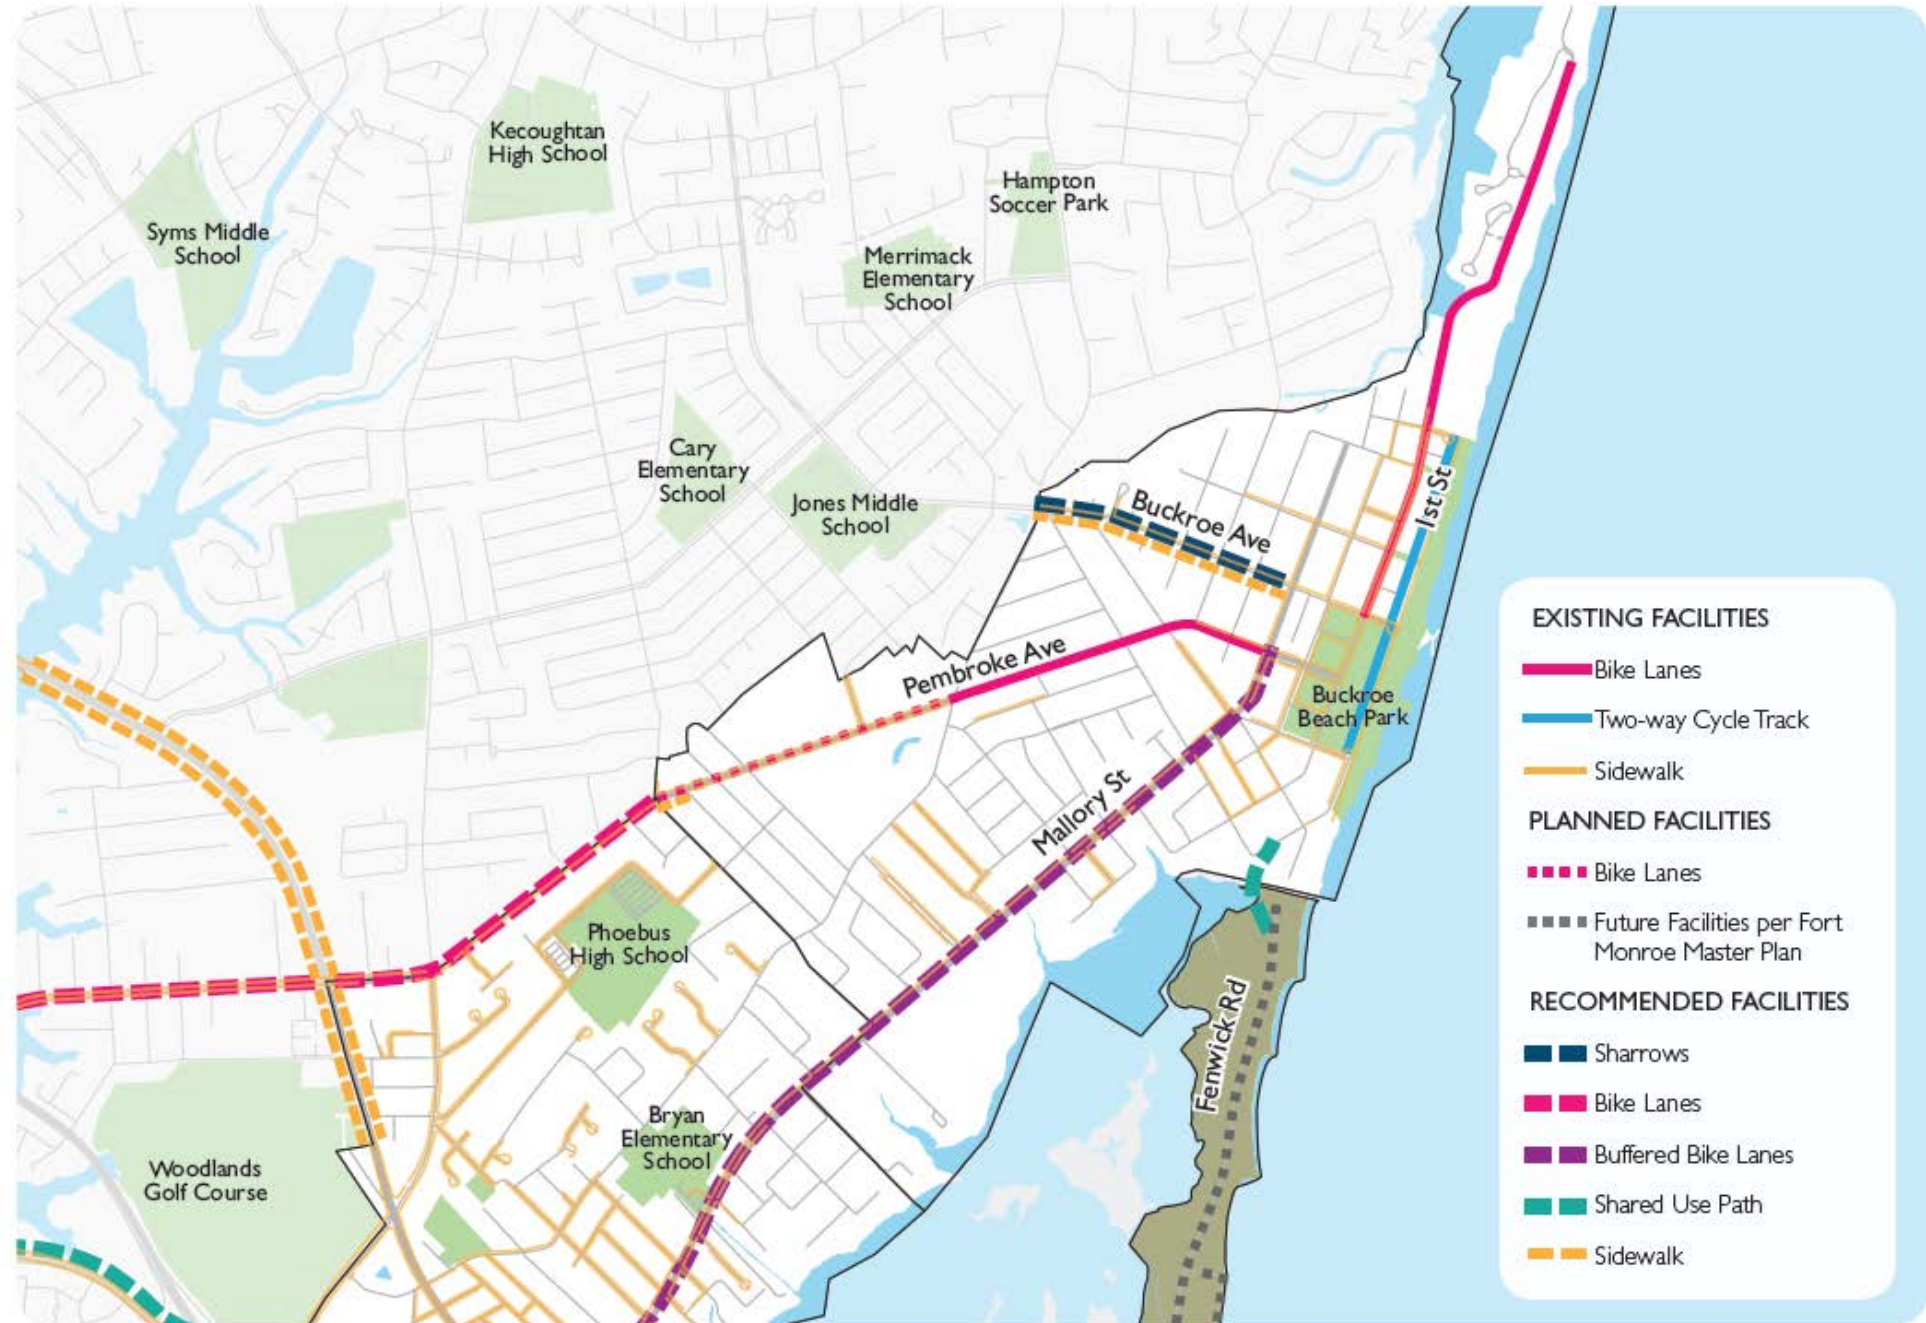 Kecoughtan
High School
Hampton
Soccer Park
Syms Middle
School
Merrimack
Elementary
School
Cary
Elementary
School
Jones Middle
School
Buckroe Ave
1st St
Pembroke Ave
Buckroe
Beach Park
Mallory St
Phoebus
High School
Fenwick Rd
Bryan
Elementary
School
Woodlands
Golf Course
EXISTING FACILITIES
Bike Lanes
Two-way Cycle Track
Sidewalk
PLANNED FACILITIES
Bike Lanes
Future Facilities per Fort
Monroe Master Plan
RECOMMENDED FACILITIES
Sharrows
Bike Lanes
Buffered Bike Lanes
Shared Use Path
Sidewalk